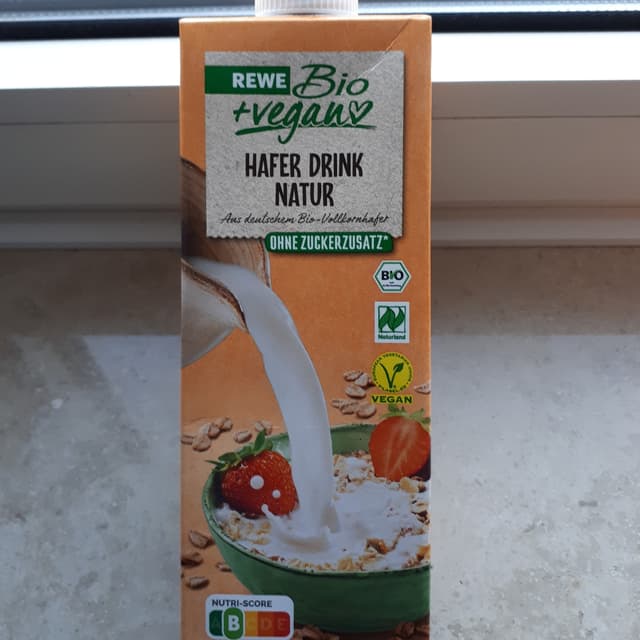 REWE Bio
+vegan
HAFER DRINK
NATUR
Aus deutschem Bio-Vollkornhafer
OHNE ZUCKERZUSATZ*
BIO
Naturland
VEGAN
NUTRI-SCORE
A B C D E